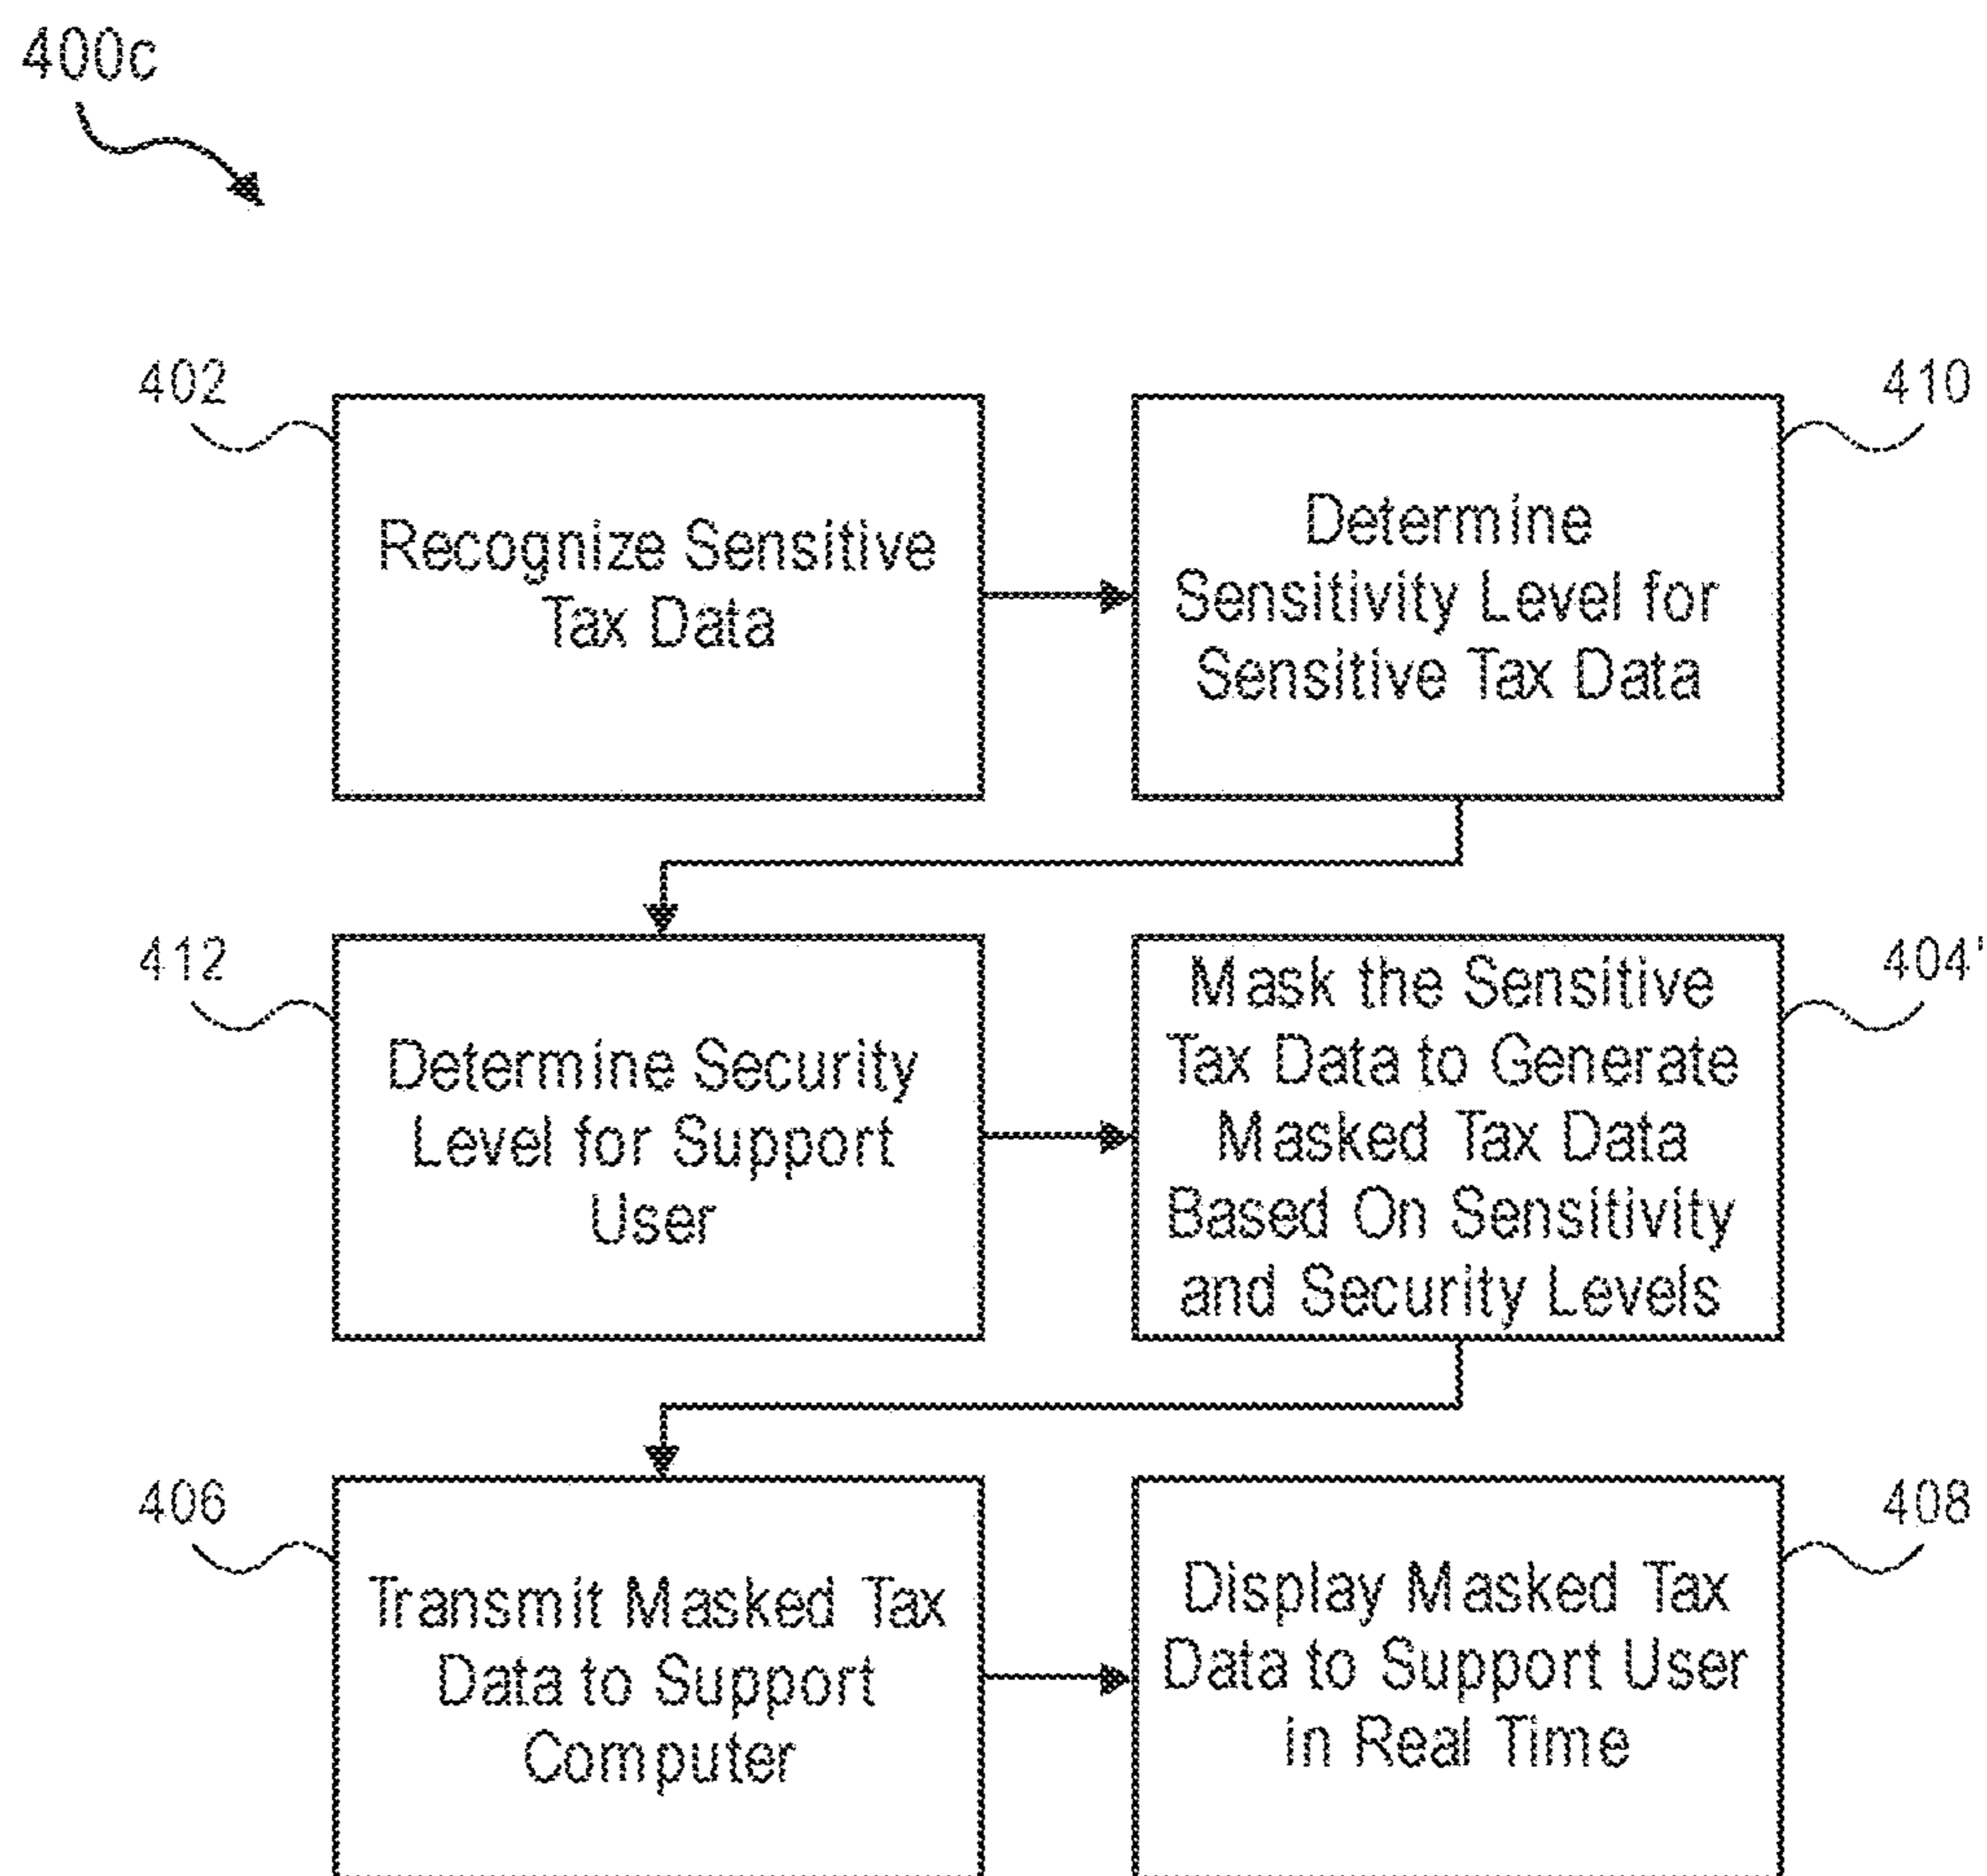 400c
402
Recognize Sensitive
Tax Data
410
Determine
Sensitivity Level for
Sensitive Tax Data
412
Determine Security
Level for Support
User
404'
Mask the Sensitive
Tax Data to Generate
Masked Tax Data
Based On Sensitivity
and Security Levels
406
Transmit Masked Tax
Data to Support
Computer
408
Display Masked Tax
Data to Support User
in Real Time